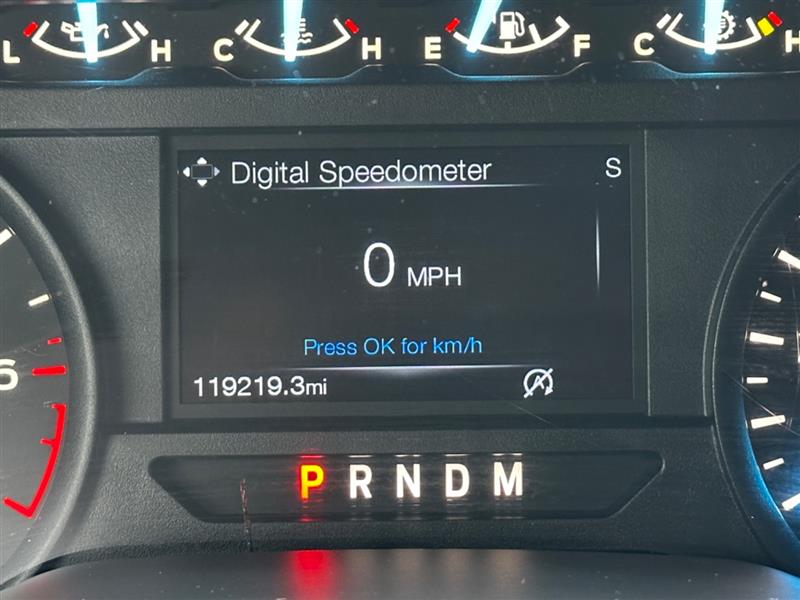 L H C H E F C H
Digital Speedometer S
0 MPH
Press OK for km/h
119219.3mi
6
P R N D M